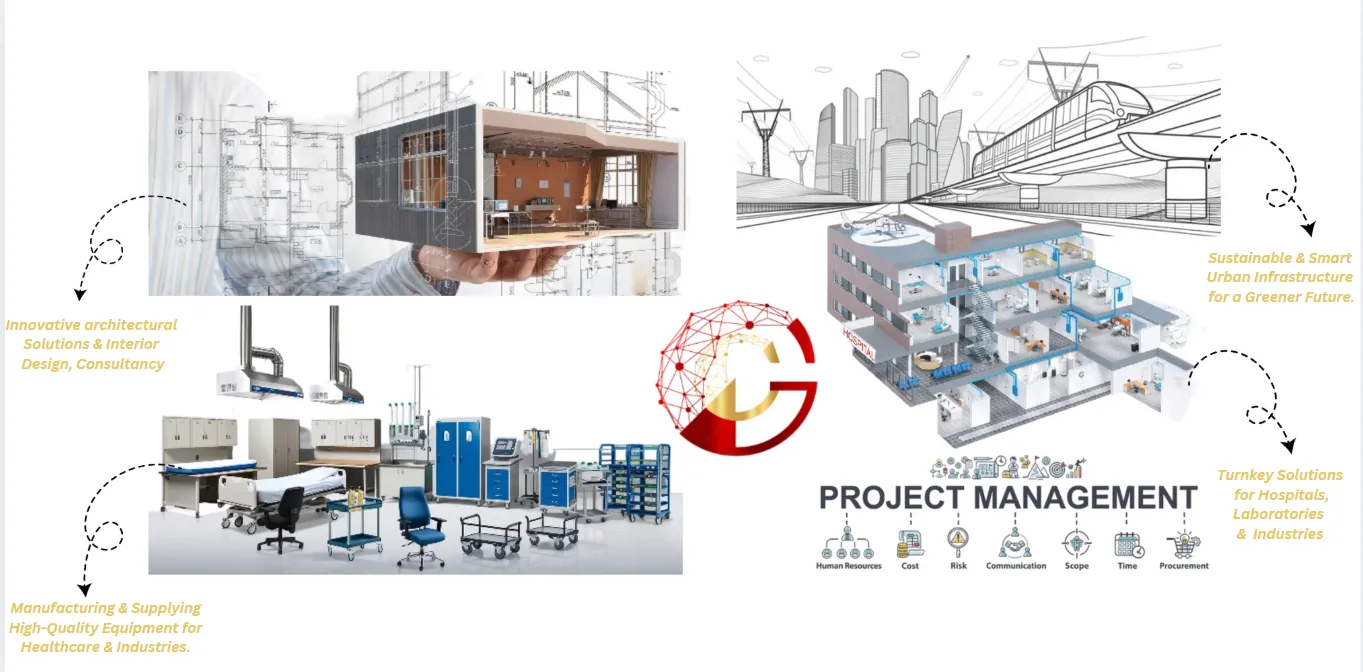 Innovative architectural
Solutions & Interior
Design, Consultancy
Manufacturing & Supplying
High-Quality Equipment for
Healthcare & Industries.
Sustainable & Smart
Urban Infrastructure
for a Greener Future.
HOSPITAL
Turnkey Solutions
for Hospitals,
Laboratories
& Industries
PROJECT MANAGEMENT
Human Resources Cost Risk Communication Scope Time Procurement